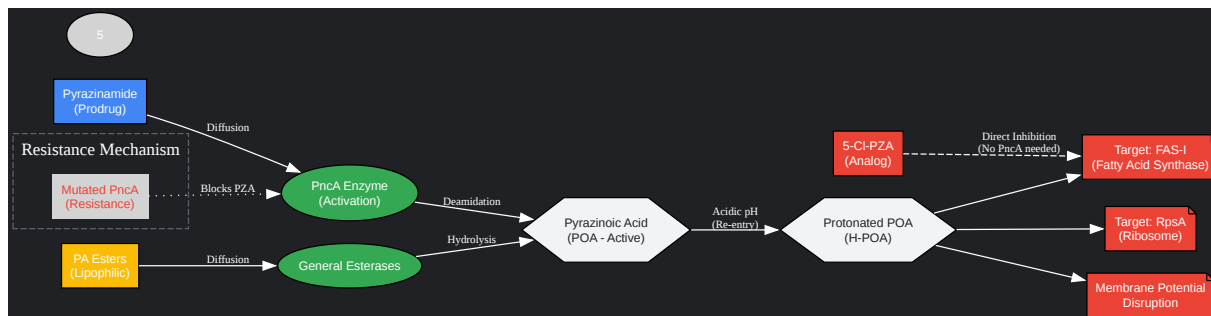 5
Pyrazinamide
(Prodrug)
Diffusion
Resistance Mechanism
Mutated PncA
(Resistance)
Blocks PZA
PncA Enzyme
(Activation)
PA Esters
(Lipophilic)
Diffusion
General Esterases
Deamidation
Hydrolysis
Pyrazinoic Acid
(POA - Active)
Acidic pH
(Re-entry)
Protonated POA
(H-POA)
5-Cl-PZA
(Analog)
Direct Inhibition
(No PncA needed)
Target: FAS-I
(Fatty Acid Synthase)
Target: RpsA
(Ribosome)
Membrane Potential
Disruption